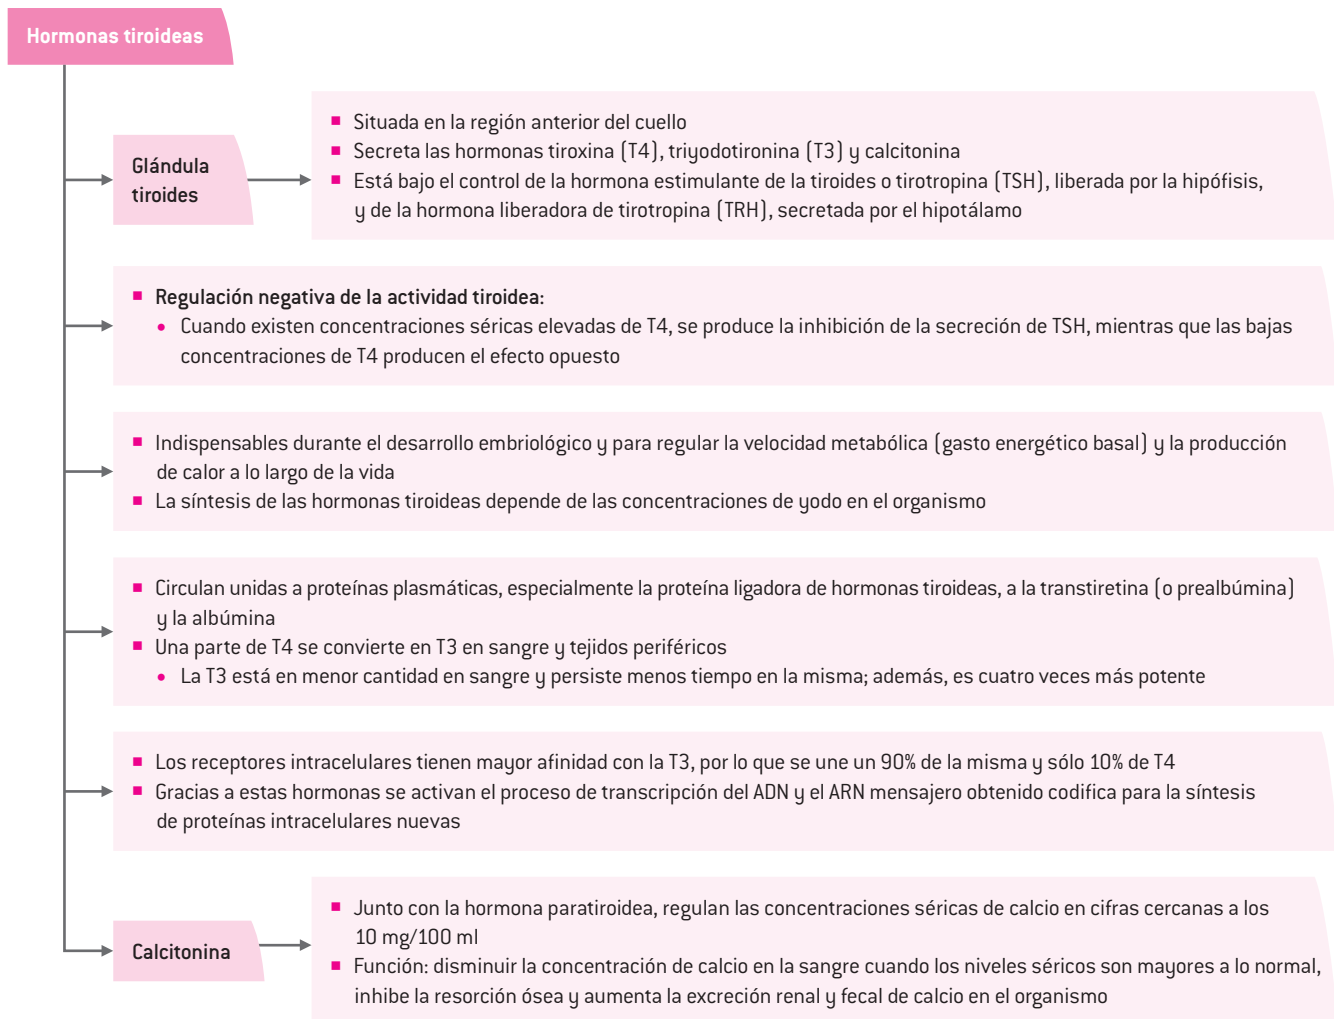 Hormonas tiroideas
Glándula
tiroides
■ Situada en la región anterior del cuello
■ Secreta las hormonas tiroxina (T4), triyodotironina (T3) y calcitonina
■ Está bajo el control de la hormona estimulante de la tiroides o tirotropina (TSH), liberada por la hipófisis,
y de la hormona liberadora de tirotropina (TRH), secretada por el hipotálamo
■ Regulación negativa de la actividad tiroidea:
• Cuando existen concentraciones séricas elevadas de T4, se produce la inhibición de la secreción de TSH, mientras que las bajas
concentraciones de T4 producen el efecto opuesto
■ Indispensables durante el desarrollo embriológico y para regular la velocidad metabólica (gasto energético basal) y la producción
de calor a lo largo de la vida
■ La síntesis de las hormonas tiroideas depende de las concentraciones de yodo en el organismo
■ Circulan unidas a proteínas plasmáticas, especialmente la proteína ligadora de hormonas tiroideas, a la transtiretina (o prealbúmina)
y la albúmina
■ Una parte de T4 se convierte en T3 en sangre y tejidos periféricos
• La T3 está en menor cantidad en sangre y persiste menos tiempo en la misma; además, es cuatro veces más potente
■ Los receptores intracelulares tienen mayor afinidad con la T3, por lo que se une un 90% de la misma y sólo 10% de T4
■ Gracias a estas hormonas se activan el proceso de transcripción del ADN y el ARN mensajero obtenido codifica para la síntesis
de proteínas intracelulares nuevas
Calcitonina
■ Junto con la hormona paratiroidea, regulan las concentraciones séricas de calcio en cifras cercanas a los
10 mg/100 ml
■ Función: disminuir la concentración de calcio en la sangre cuando los niveles séricos son mayores a lo normal,
inhibe la resorción ósea y aumenta la excreción renal y fecal de calcio en el organismo